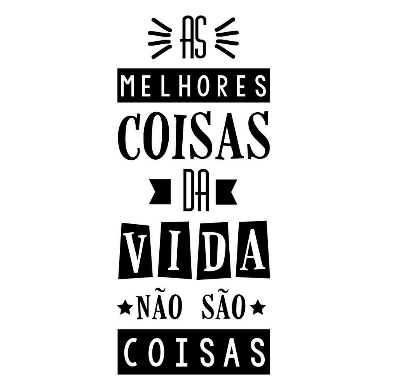 AS
MELHORES
COISAS
DA
VIDA
NÃO SÃO
COISAS